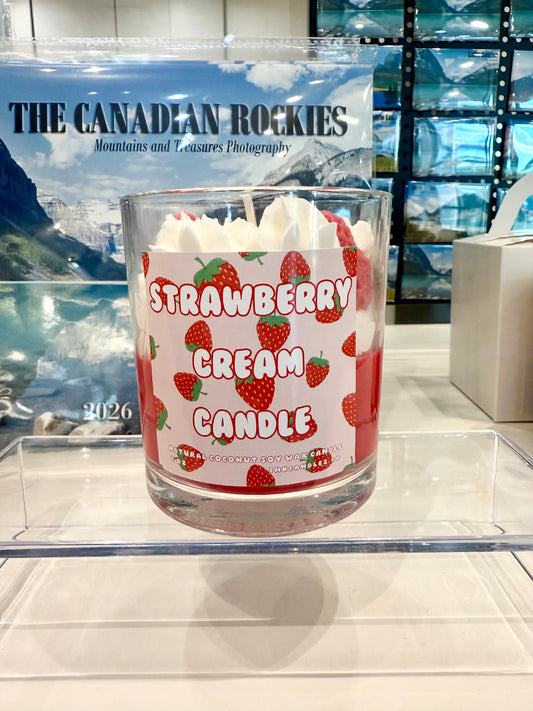 THE CANADIAN ROCKIES
Mountains and Treasures Photography
2026
STRAWBERRY
CREAM
CANDLE
NATURAL COCONUT SOY WAX CANDLE